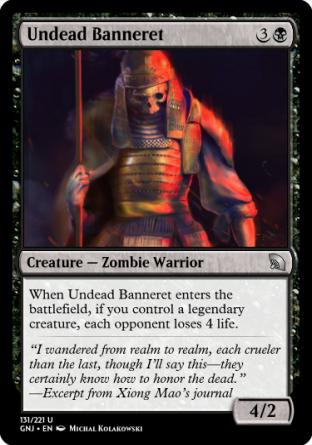 Undead Banneret 3
Creature — Zombie Warrior
When Undead Banneret enters the
battlefield, if you control a legendary
creature, each opponent loses 4 life.
“I wandered from realm to realm, each crueler
than the last, though I’ll say this—they
certainly know how to honor the dead.”
—Excerpt from Xiong Mao’s journal
4/2
131/221 U
GNJ • EN Michal Kolakowski